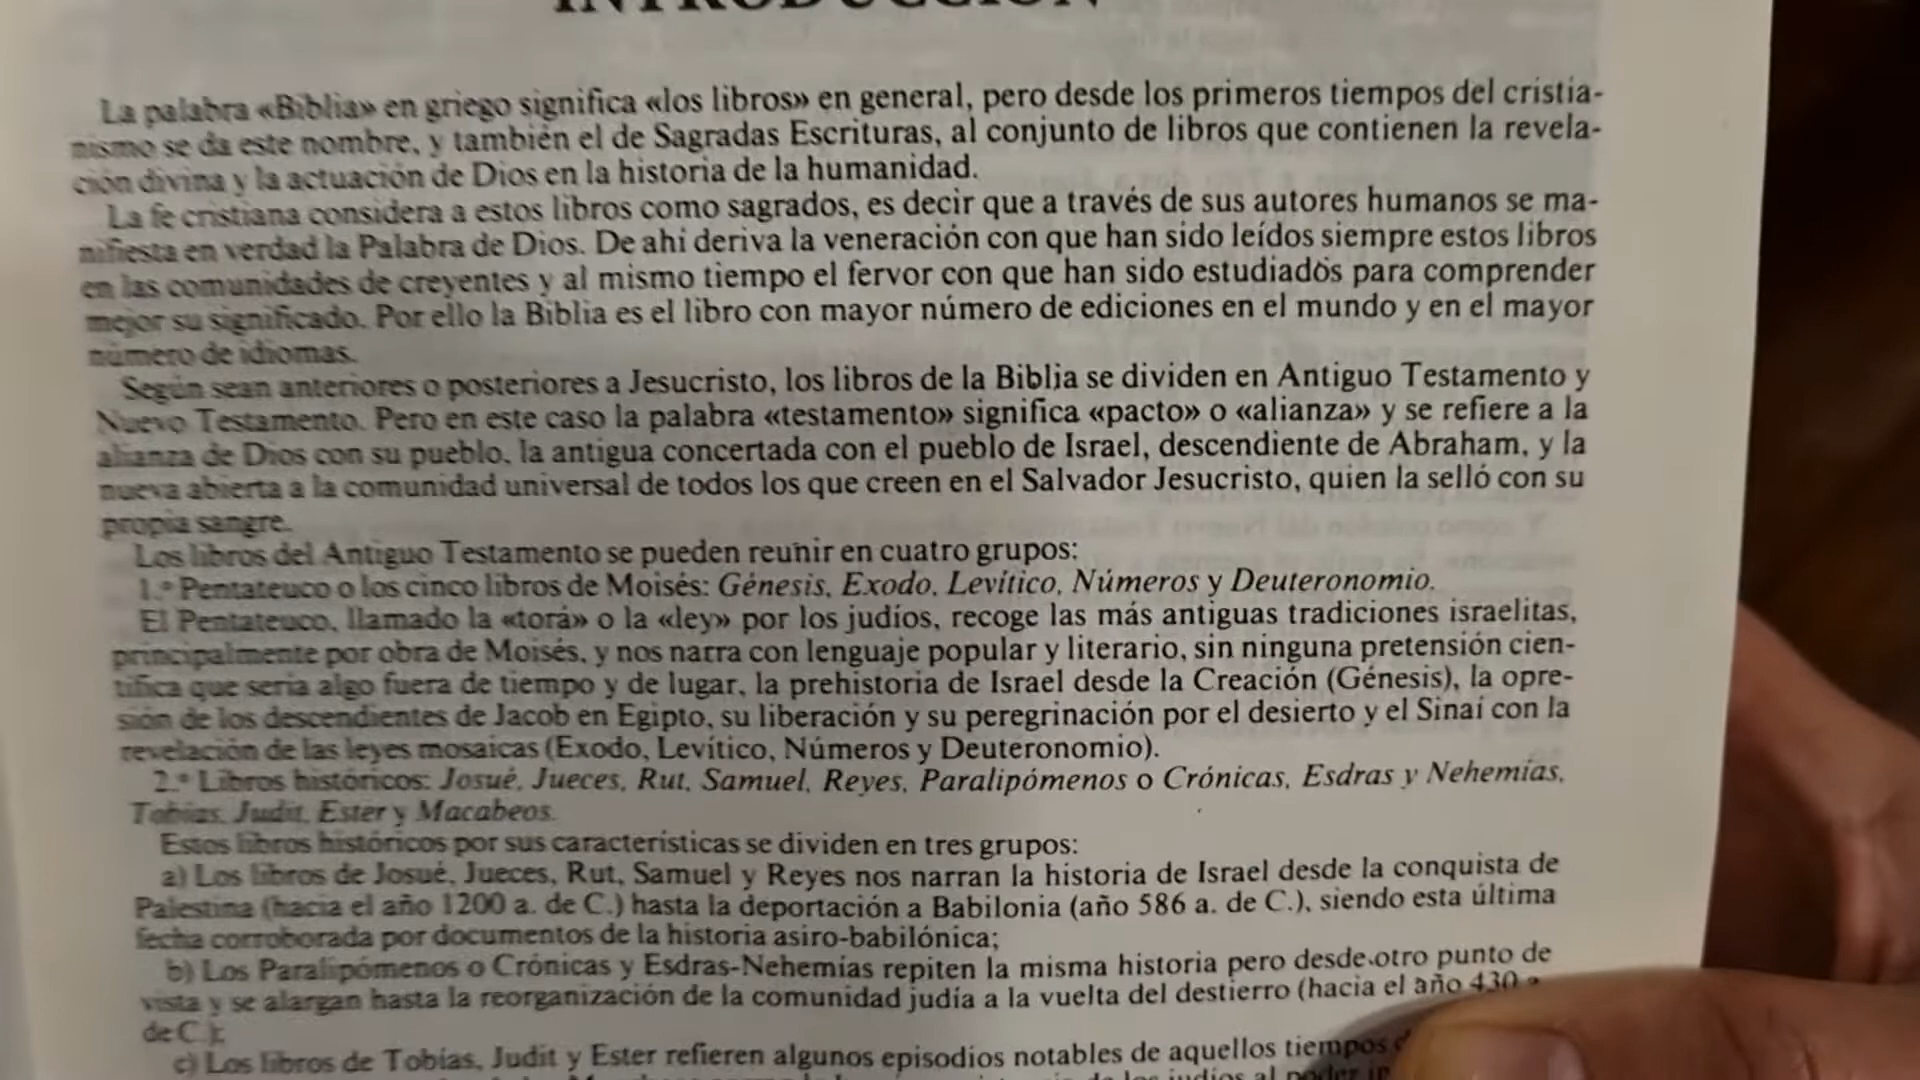 INTRODUCCION
La palabra «Biblia» en griego significa «los libros» en general, pero desde los primeros tiempos del cristia-
nismo se da este nombre, y también el de Sagradas Escrituras, al conjunto de libros que contienen la revela-
ción divina y la actuación de Dios en la historia de la humanidad.
La fe cristiana considera a estos libros como sagrados, es decir que a través de sus autores humanos se ma-
nifiesta en verdad la Palabra de Dios. De ahí deriva la veneración con que han sido leídos siempre estos libros
en las comunidades de creyentes y al mismo tiempo el fervor con que han sido estudiados para comprender
mejor su significado. Por ello la Biblia es el libro con mayor número de ediciones en el mundo y en el mayor
número de idiomas.
Según sean anteriores o posteriores a Jesucristo, los libros de la Biblia se dividen en Antiguo Testamento y
Nuevo Testamento. Pero en este caso la palabra «testamento» significa «pacto» o «alianza» y se refiere a la
alianza de Dios con su pueblo, la antigua concertada con el pueblo de Israel, descendiente de Abraham, y la
nueva abierta a la comunidad universal de todos los que creen en el Salvador Jesucristo, quien la selló con su
propia sangre.
Los libros del Antiguo Testamento se pueden reunir en cuatro grupos:
1.º Pentateuco o los cinco libros de Moisés: Génesis, Exodo, Levítico, Números y Deuteronomio.
El Pentateuco, llamado la «torá» o la «ley» por los judíos, recoge las más antiguas tradiciones israelitas,
principalmente por obra de Moisés, y nos narra con lenguaje popular y literario, sin ninguna pretensión cien-
tífica que sería algo fuera de tiempo y de lugar, la prehistoria de Israel desde la Creación (Génesis), la opre-
sión de los descendientes de Jacob en Egipto, su liberación y su peregrinación por el desierto y el Sinaí con la
revelación de las leyes mosaicas (Exodo, Levítico, Números y Deuteronomio).
2.º Libros históricos: Josué, Jueces, Rut, Samuel, Reyes, Paralipómenos o Crónicas, Esdras y Nehemías,
Tobías, Judit, Ester y Macabeos.
Estos libros históricos por sus características se dividen en tres grupos:
a) Los libros de Josué, Jueces, Rut, Samuel y Reyes nos narran la historia de Israel desde la conquista de
Palestina (hacia el año 1200 a. de C.) hasta la deportación a Babilonia (año 586 a. de C.), siendo esta última
fecha corroborada por documentos de la historia asiro-babilónica;
b) Los Paralipómenos o Crónicas y Esdras-Nehemías repiten la misma historia pero desde otro punto de
vista y se alargan hasta la reorganización de la comunidad judía a la vuelta del destierro (hacia el año 430 a.
de C.);
c) Los libros de Tobías, Judit y Ester refieren algunos episodios notables de aquellos tiempos
de los judíos al poder